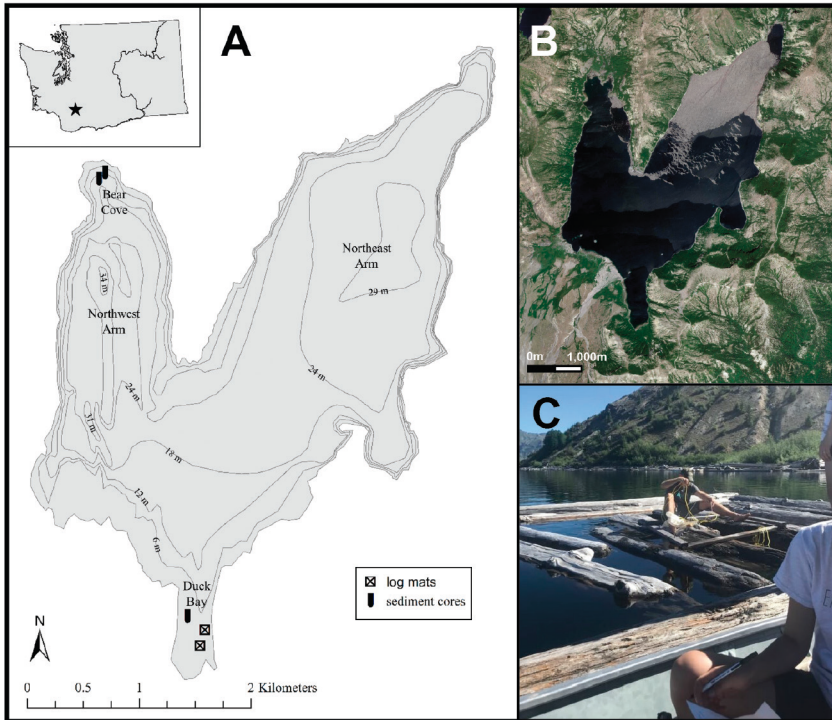 A
Bear
Cove
Northeast
Arm
34 m
29 m
Northwest
Arm
24 m
24 m
31 m
18 m
12 m
6 m
Duck
Bay
log mats
sediment cores
N
0 0.5 1 2 Kilometers
B
0m 1,000m
C